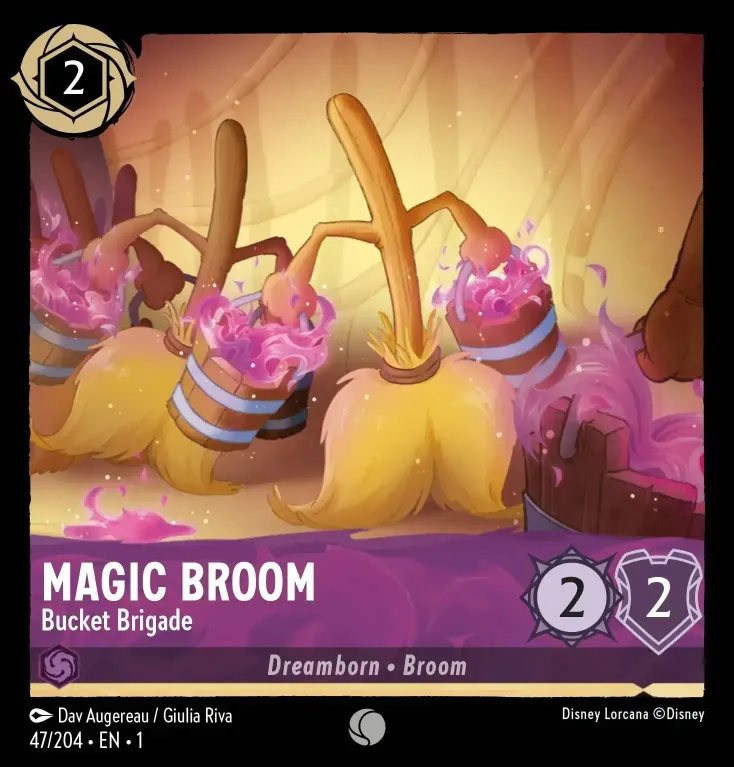 2
MAGIC BROOM
Bucket Brigade
2 2
Dreamborn • Broom
Dav Augereau / Giulia Riva
Disney Lorcana ©Disney
47/204 • EN • 1